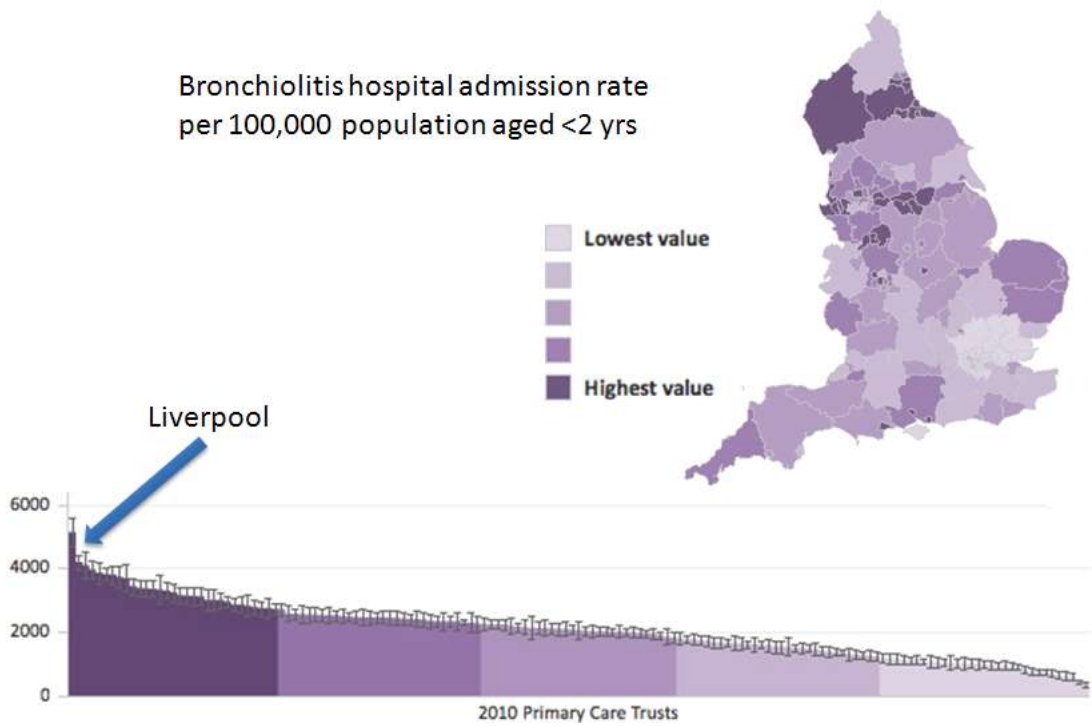 Bronchiolitis hospital admission rate
per 100,000 population aged <2 yrs
Lowest value
Highest value
Liverpool
6000
4000
2000
0
2010 Primary Care Trusts